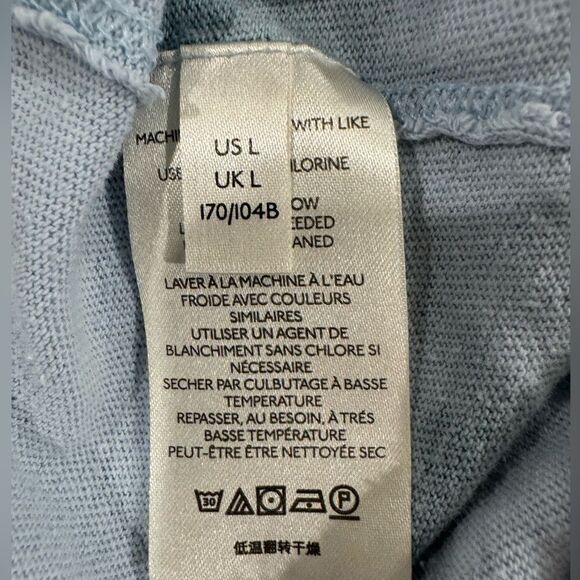 MACHI WITH LIKE
US L
USE HLORINE
UK L
170/104B
OW
EEDED
ANED
LAVER À LA MACHINE À L'EAU
FROIDE AVEC COULEURS
SIMILAIRES
UTILISER UN AGENT DE
BLANCHIMENT SANS CHLORE SI
NÉCESSAIRE
SECHER PAR CULBUTAGE À BASSE
TEMPERATURE
REPASSER, AU BESOIN, À TRÉS
BASSE TEMPÉRATURE
PEUT-ÊTRE ÊTRE NETTOYÉE SEC
30 P
低温翻转干燥